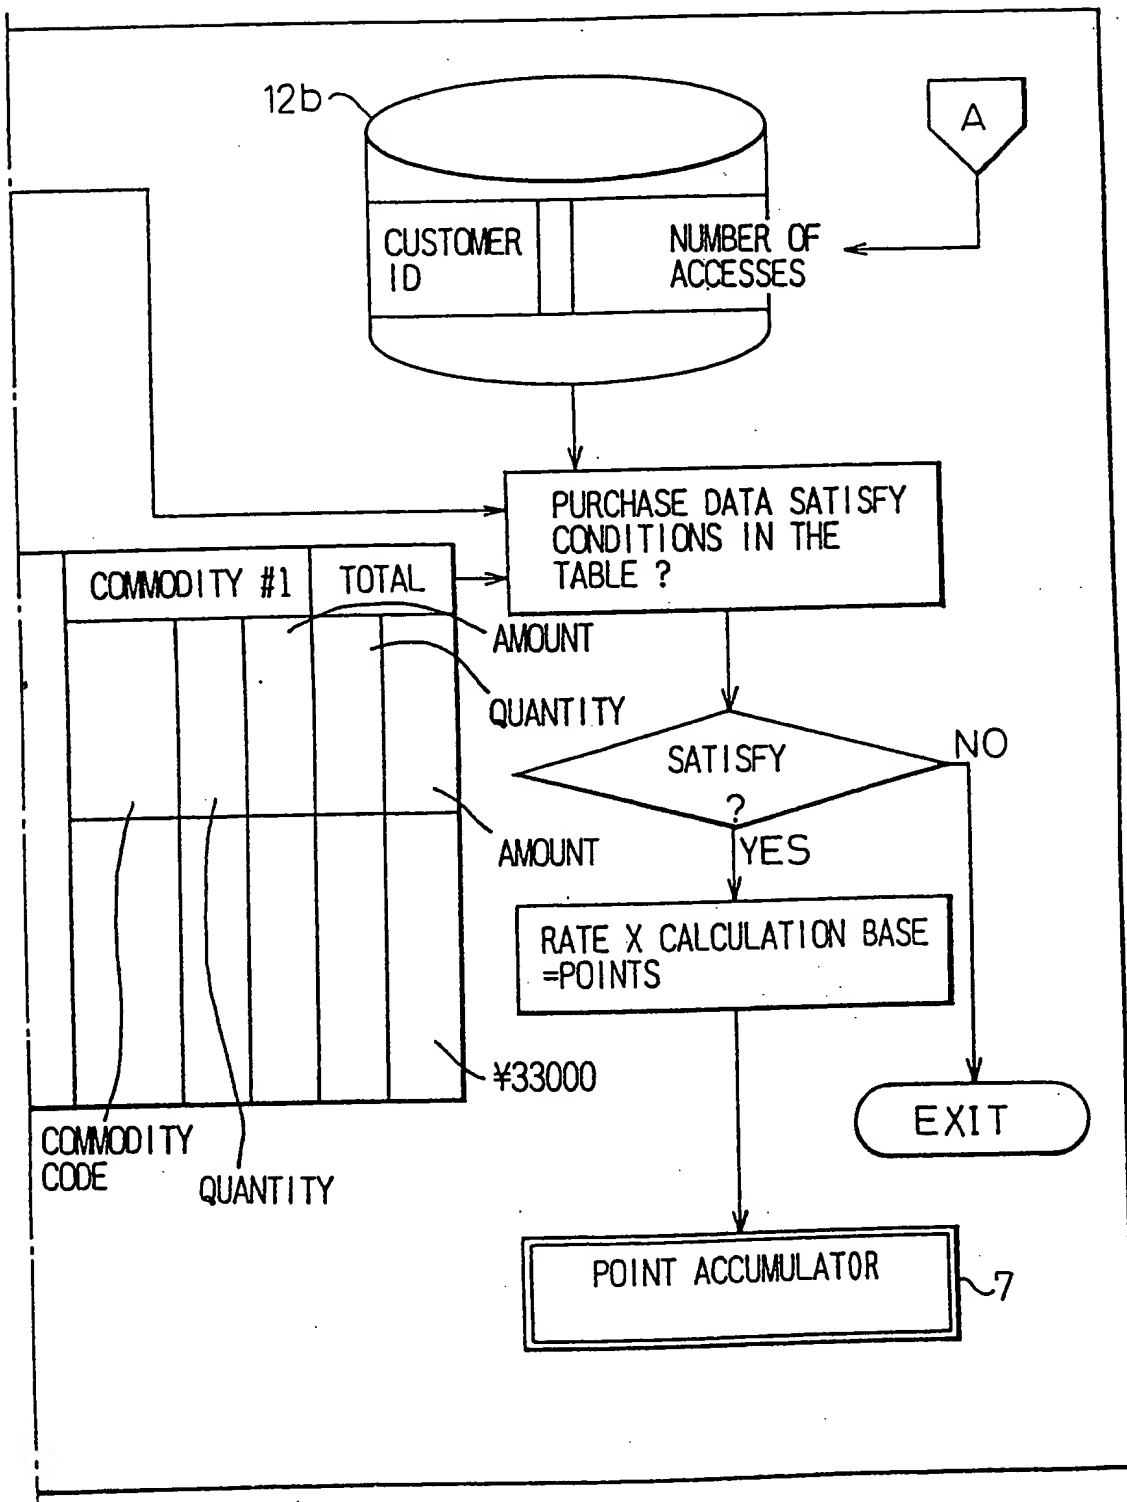 12b
A
CUSTOMER
ID
NUMBER OF
ACCESSES
PURCHASE DATA SATISFY
CONDITIONS IN THE
TABLE ?
COMMODITY #1
TOTAL
AMOUNT
QUANTITY
SATISFY
?
NO
YES
AMOUNT
RATE X CALCULATION BASE
=POINTS
¥33000
EXIT
COMMODITY
CODE
QUANTITY
POINT ACCUMULATOR
7